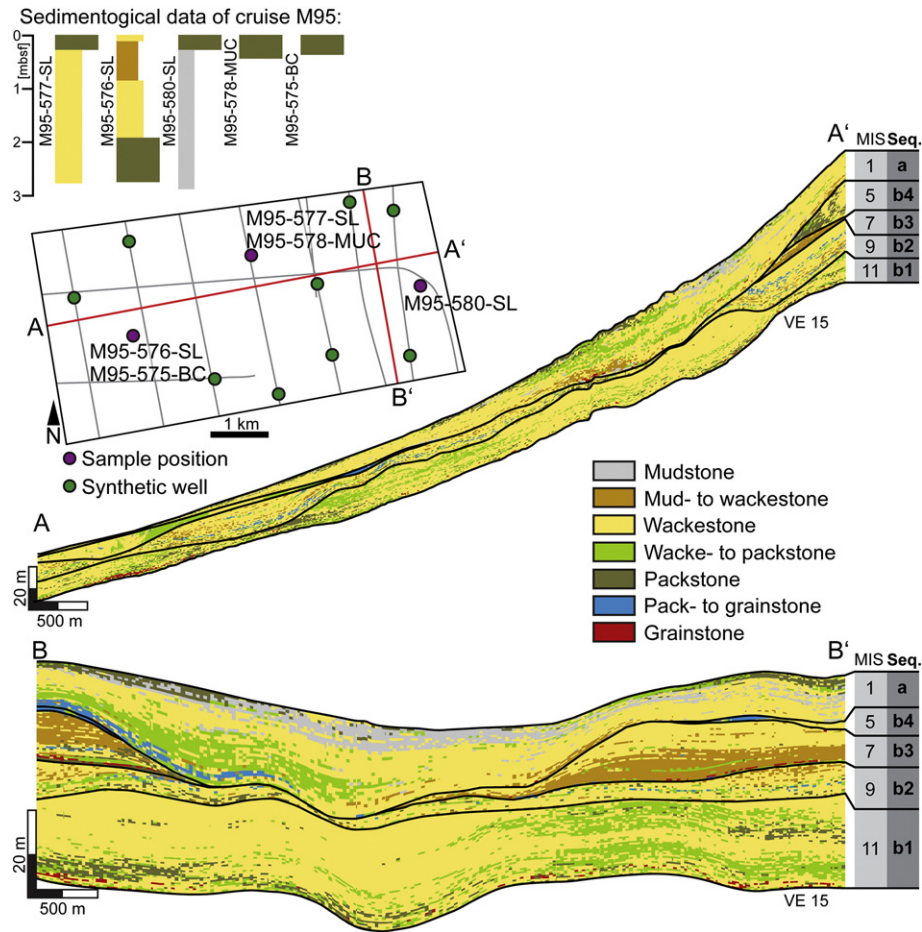 Sedimentogical data of cruise M95:
0
[mbsf]
1
2
3
M95-577-SL
M95-576-SL
M95-580-SL
M95-578-MUC
M95-575-BC
A'
MIS Seq.
1 a
5 b4
7 b3
9 b2
11 b1
VE 15
B
M95-577-SL
M95-578-MUC
A'
M95-580-SL
A
M95-576-SL
M95-575-BC
B'
N
1 km
Sample position
Synthetic well
A
20 m
500 m
Mudstone
Mud- to wackestone
Wackestone
Wacke- to packstone
Packstone
Pack- to grainstone
Grainstone
B
B'
MIS Seq.
1 a
5 b4
7 b3
9 b2
11 b1
20 m
500 m
VE 15